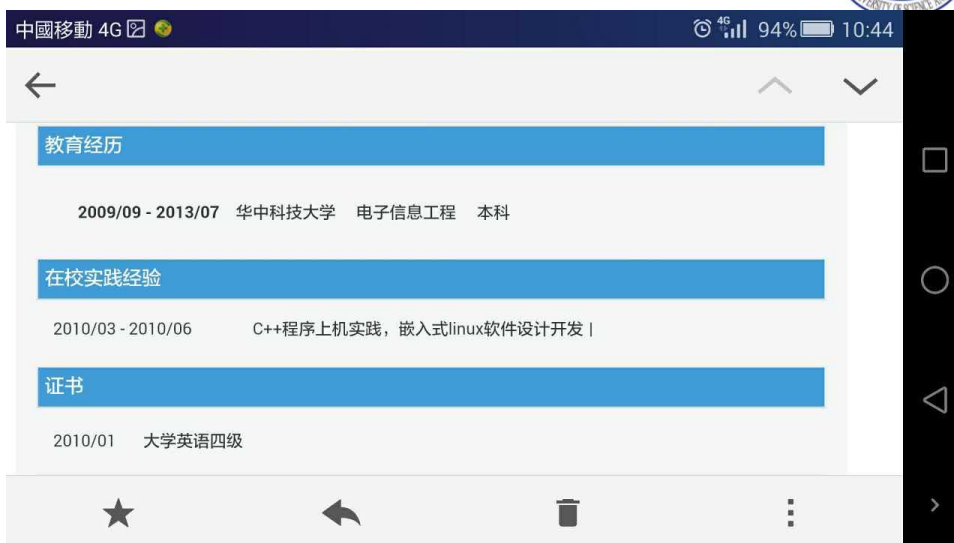 中國移動 4G 4G 94% 10:44
教育经历
2009/09 - 2013/07 华中科技大学 电子信息工程 本科
在校实践经验
2010/03 - 2010/06 C++程序上机实践，嵌入式linux软件设计开发 |
证书
2010/01 大学英语四级